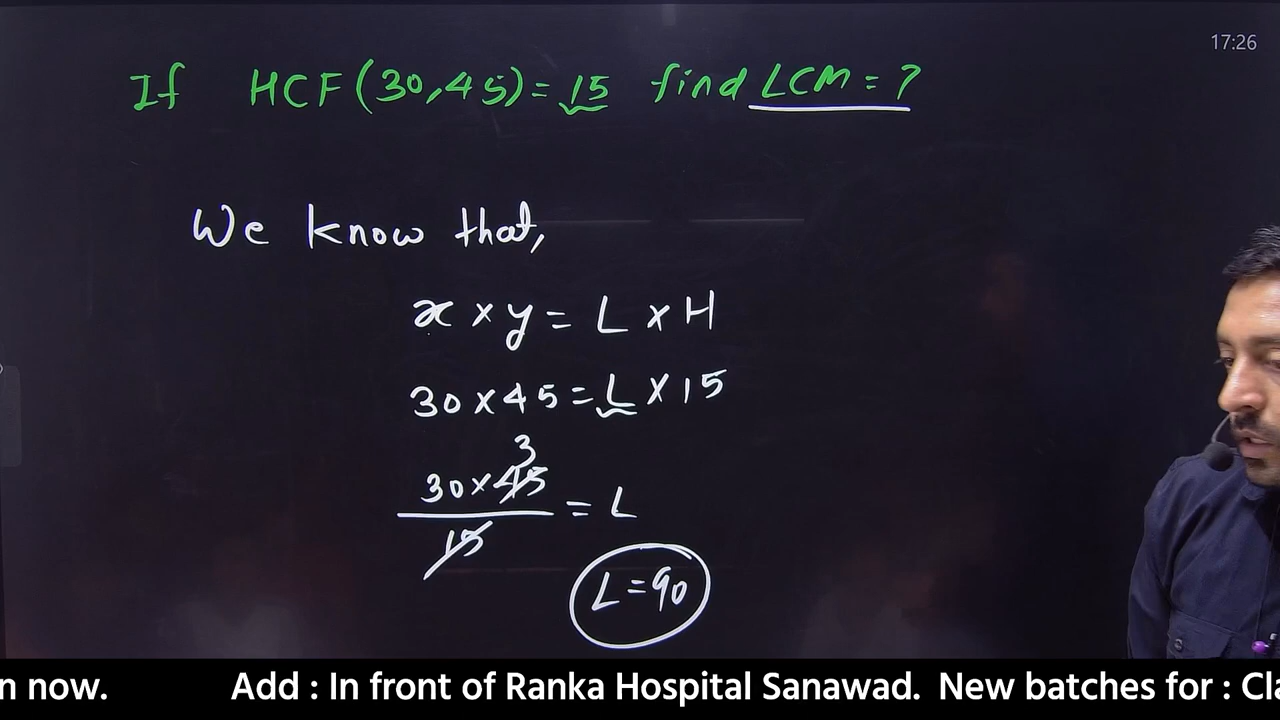 17:26
If HCF(30,45)=15 find LCM=?
We know that,
x × y = L × H
30 × 45 = L × 15
3
30 × 45
15
= L
L=90
n now. Add : In front of Ranka Hospital Sanawad. New batches for : Cla